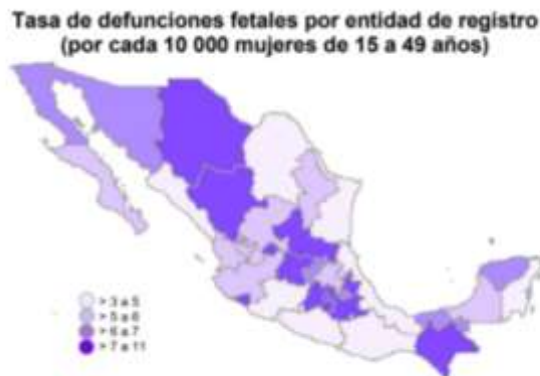 Tasa de defunciones fetales por entidad de registro
(por cada 10 000 mujeres de 15 a 49 años)
> 3 a 5
> 5 a 6
> 6 a 7
> 7 a 11